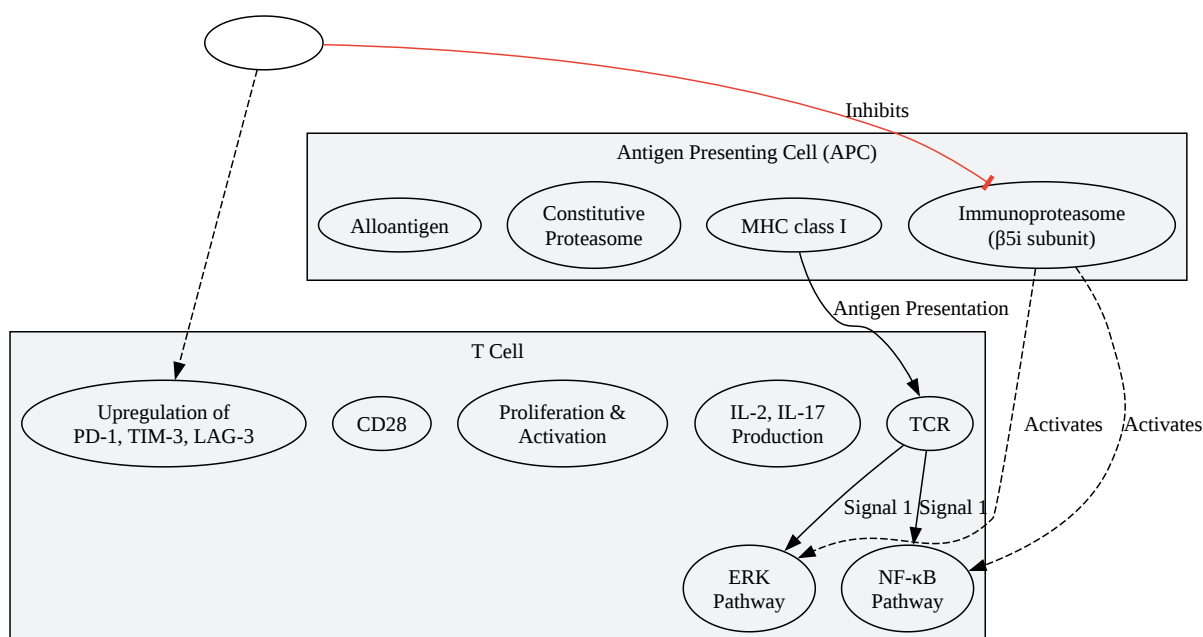 Inhibits
Antigen Presenting Cell (APC)
Alloantigen
Constitutive
Proteasome
MHC class I
Immunoproteasome
(β5i subunit)
Antigen Presentation
T Cell
Upregulation of
PD-1, TIM-3, LAG-3
CD28
Proliferation &
Activation
IL-2, IL-17
Production
TCR
Activates
Activates
Signal 1
Signal 1
ERK
Pathway
NF-κB
Pathway